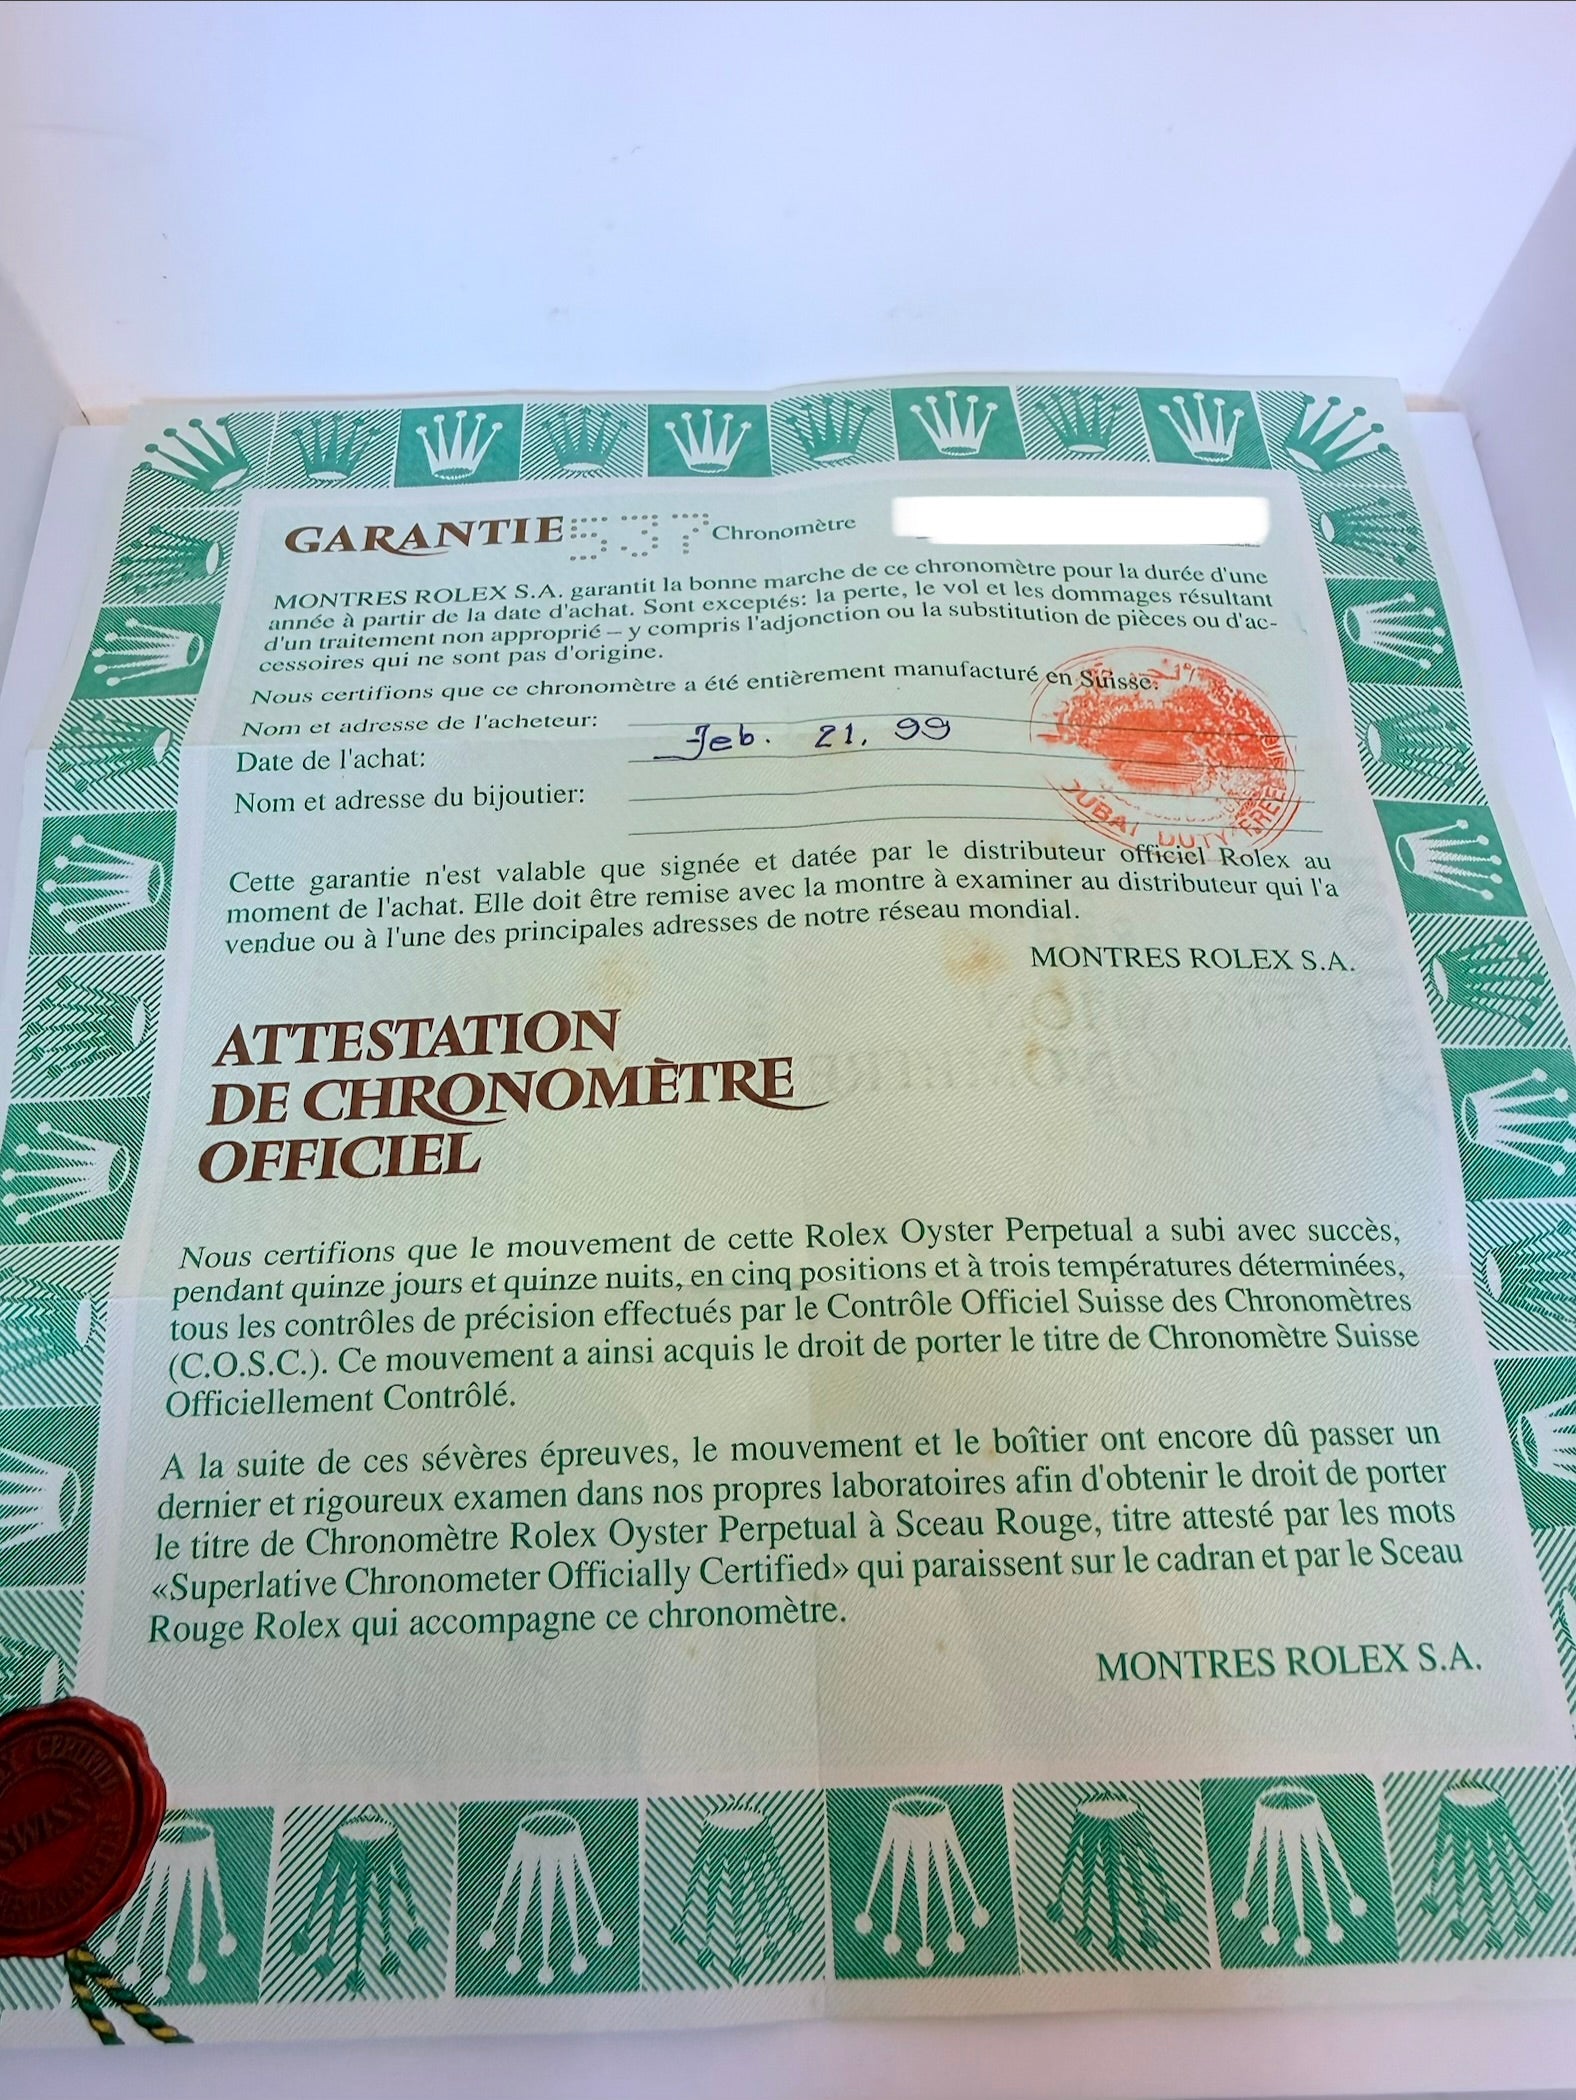 GARANTIE 537 Chronomètre
MONTRES ROLEX S.A. garantit la bonne marche de ce chronomètre pour la durée d'une
année à partir de la date d'achat. Sont exceptés: la perte, le vol et les dommages résultant
d'un traitement non approprié – y compris l'adjonction ou la substitution de pièces ou d'ac-
cessoires qui ne sont pas d'origine.
Nous certifions que ce chronomètre a été entièrement manufacturé en Suisse.
Nom et adresse de l'acheteur:
Date de l'achat: Feb. 21. 99
Nom et adresse du bijoutier:
DUBAI DUTY FREE
Cette garantie n'est valable que signée et datée par le distributeur officiel Rolex au
moment de l'achat. Elle doit être remise avec la montre à examiner au distributeur qui l'a
vendue ou à l'une des principales adresses de notre réseau mondial.
MONTRES ROLEX S.A.
ATTESTATION
DE CHRONOMÈTRE
OFFICIEL
Nous certifions que le mouvement de cette Rolex Oyster Perpetual a subi avec succès,
pendant quinze jours et quinze nuits, en cinq positions et à trois températures déterminées,
tous les contrôles de précision effectués par le Contrôle Officiel Suisse des Chronomètres
(C.O.S.C.). Ce mouvement a ainsi acquis le droit de porter le titre de Chronomètre Suisse
Officiellement Contrôlé.
A la suite de ces sévères épreuves, le mouvement et le boîtier ont encore dû passer un
dernier et rigoureux examen dans nos propres laboratoires afin d'obtenir le droit de porter
le titre de Chronomètre Rolex Oyster Perpetual à Sceau Rouge, titre attesté par les mots
«Superlative Chronometer Officially Certified» qui paraissent sur le cadran et par le Sceau
Rouge Rolex qui accompagne ce chronomètre.
MONTRES ROLEX S.A.
SWISS